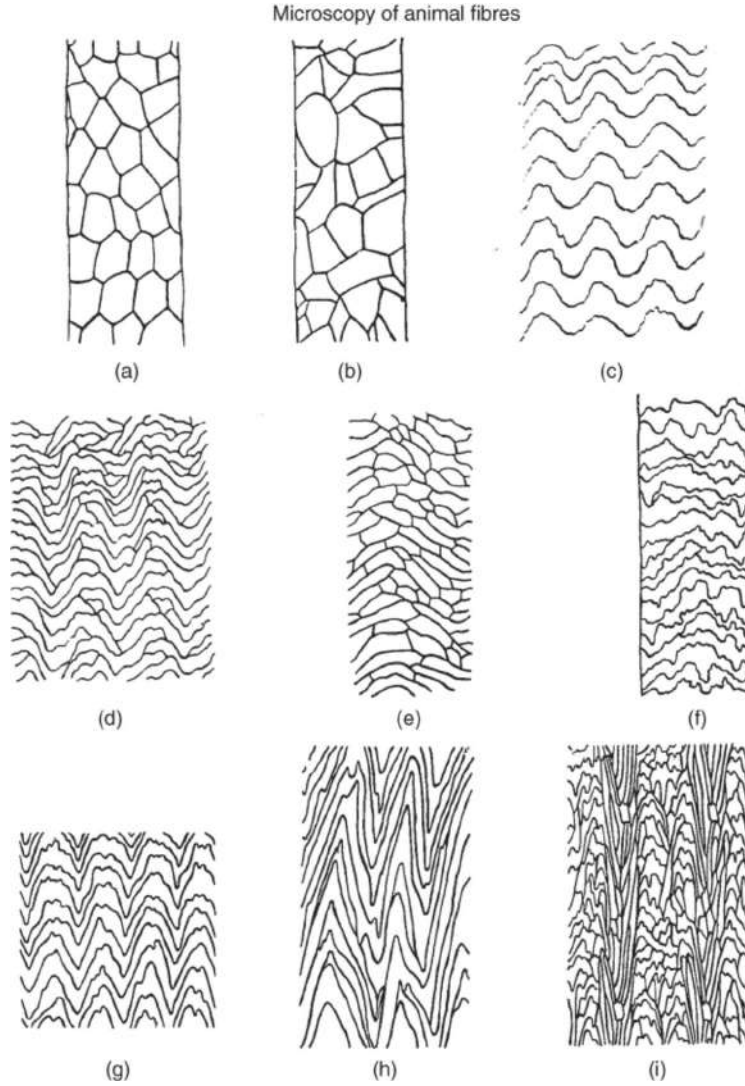 Microscopy of animal fibres
(a)
(b)
(c)
(d)
(e)
(f)
(g)
(h)
(i)